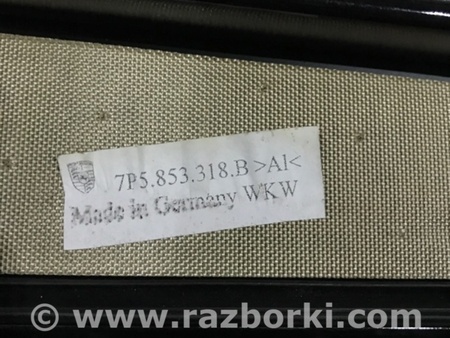 7P5.853.318.B >Al<
Made in Germany WKW
© www.razborki.com